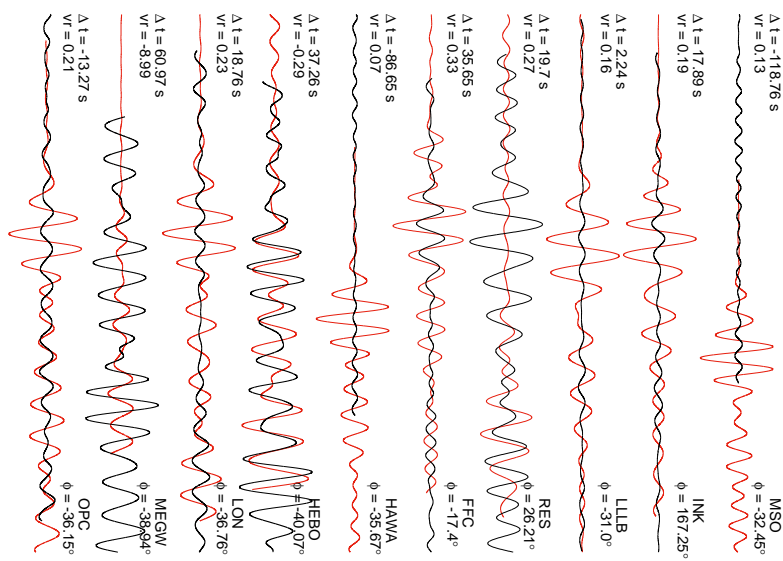 Δ t = -118.76 s
vr = 0.13
MSO
ϕ = -32.45°
Δ t = 17.89 s
vr = 0.19
INK
ϕ = 167.25°
Δ t = 2.24 s
vr = 0.16
LLLB
ϕ = -31.0°
Δ t = 19.7 s
vr = 0.27
RES
ϕ = 26.21°
Δ t = 35.65 s
vr = 0.33
FFC
ϕ = -17.4°
Δ t = -86.65 s
vr = 0.07
HAWA
ϕ = -35.67°
Δ t = 37.26 s
vr = -0.29
HEBO
ϕ = -40.07°
Δ t = 18.76 s
vr = 0.23
LON
ϕ = -36.76°
Δ t = 60.97 s
vr = -8.99
MEGW
ϕ = -38.94°
Δ t = -13.27 s
vr = 0.21
OPC
ϕ = -36.15°